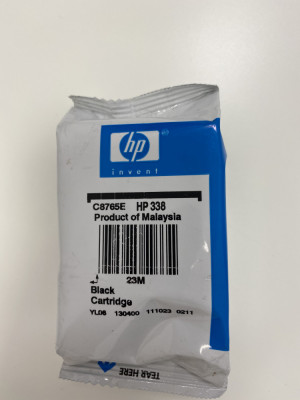 hp
invent
C8765E HP 338
Product of Malaysia
23M
Black
Cartridge
YL06 130400 111023 0211
TEAR HERE